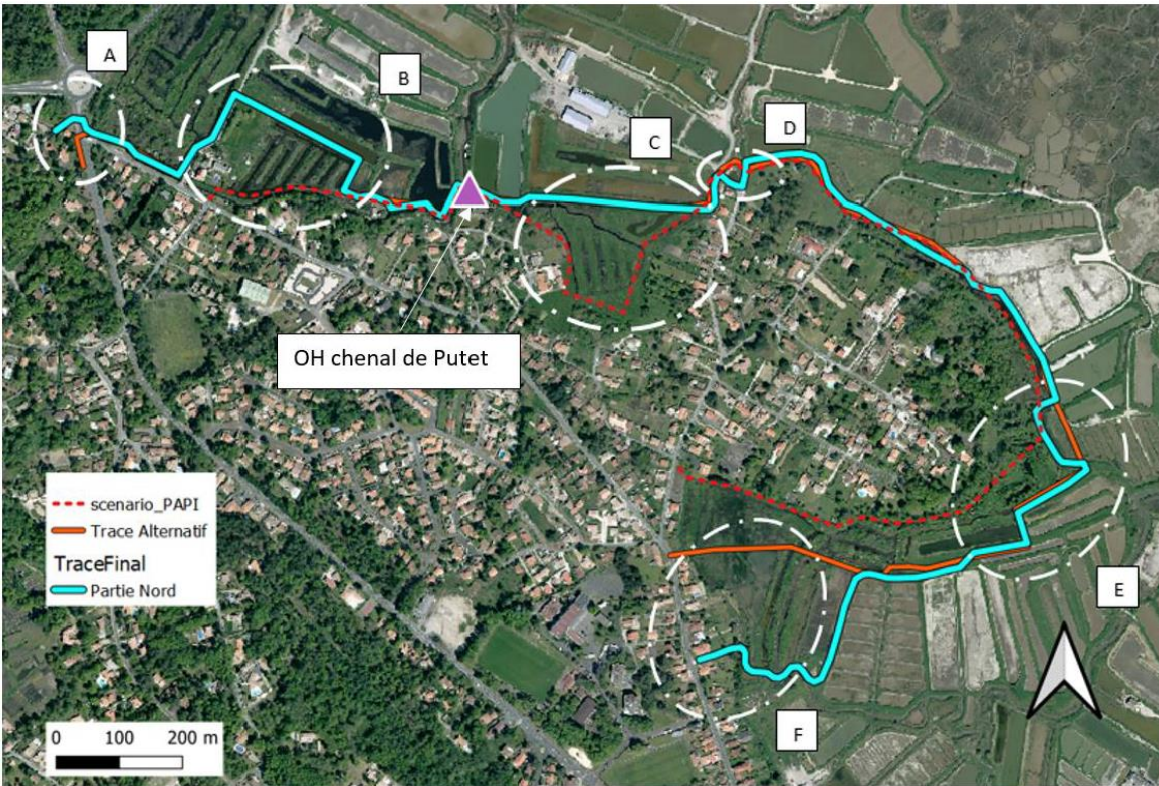 A
B
C
D
OH chenal de Putet
scenario_PAPI
Trace Alternatif
TraceFinal
Partie Nord
E
F
0 100 200 m